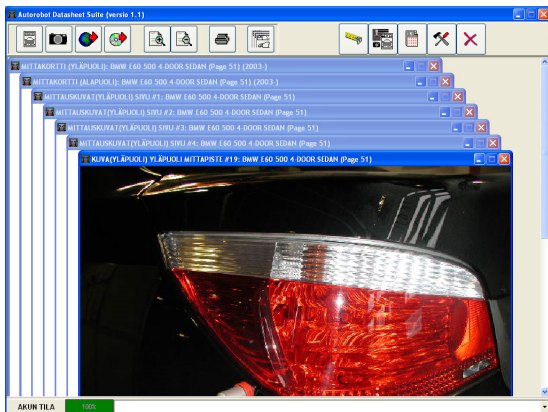 Autorobot Datasheet Suite (versio 1.1)
MITTAKORTTI (YLÄPUOLI): BMW E60 500 4-DOOR SEDAN (Page 51) (2003-)
MITTAKORTTI (ALAPUOLI): BMW E60 500 4-DOOR SEDAN (Page 51) (2003-)
MITTAUSKUVAT(YLÄPUOLI) SIVU #1: BMW E60 500 4-DOOR SEDAN (Page 51)
MITTAUSKUVAT(YLÄPUOLI) SIVU #2: BMW E60 500 4-DOOR SEDAN (Page 51)
MITTAUSKUVAT(YLÄPUOLI) SIVU #3: BMW E60 500 4-DOOR SEDAN (Page 51)
MITTAUSKUVAT(YLÄPUOLI) SIVU #4: BMW E60 500 4-DOOR SEDAN (Page 51)
KUVA(YLÄPUOLI) YLÄPUOLI MITTAPISTE #19: BMW E60 500 4-DOOR SEDAN (Page 51)
AKUN TILA 100%